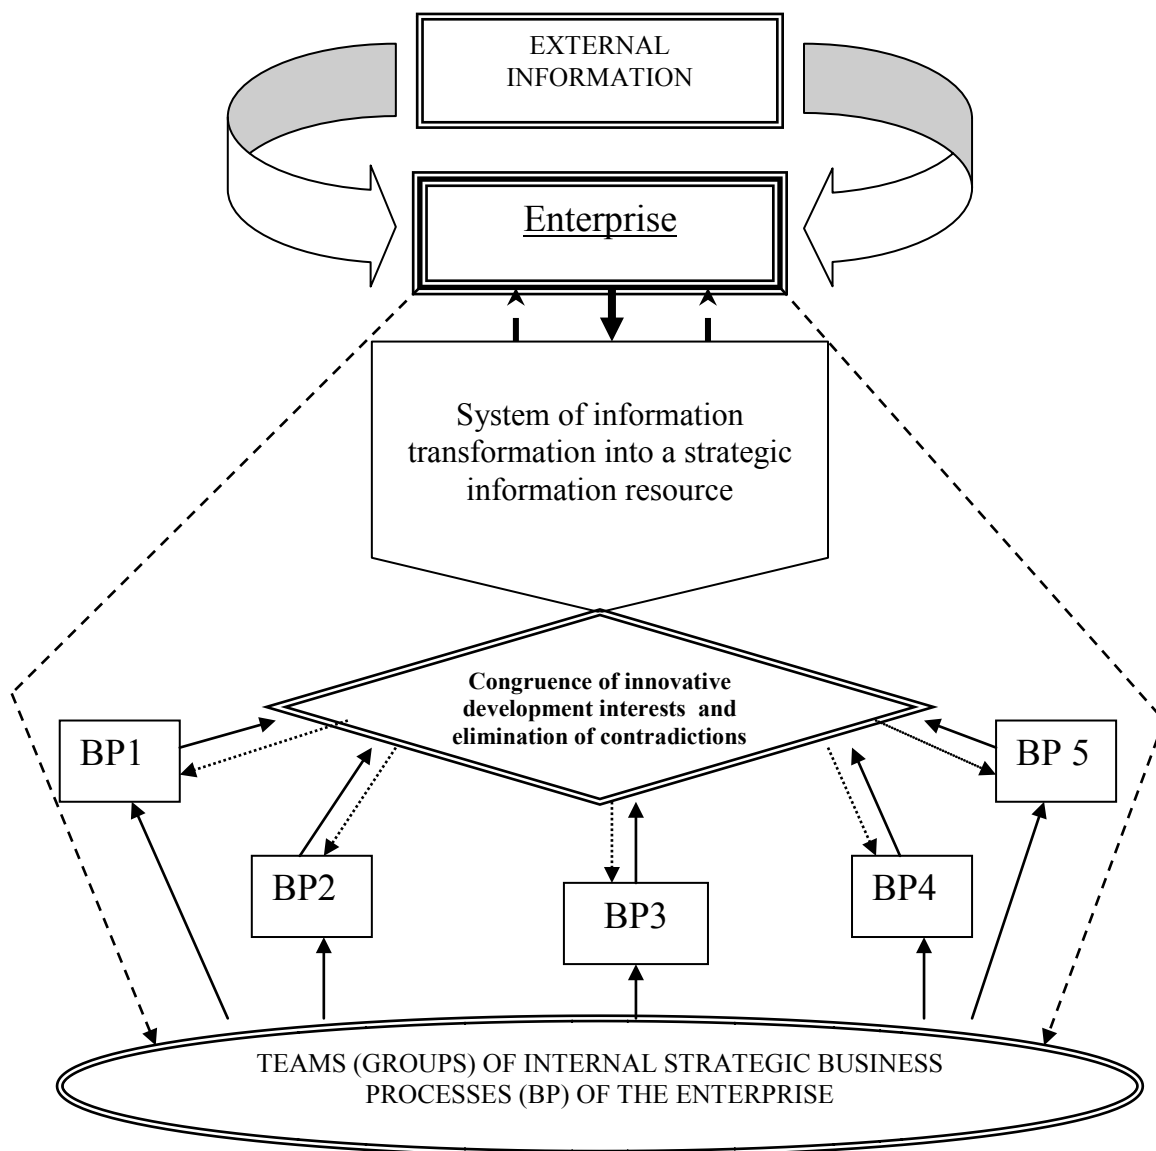 EXTERNAL
INFORMATION
Enterprise
System of information
transformation into a strategic
information resource
Congruence of innovative
development interests and
elimination of contradictions
BP1
BP 5
BP2
BP4
BP3
TEAMS (GROUPS) OF INTERNAL STRATEGIC BUSINESS
PROCESSES (BP) OF THE ENTERPRISE